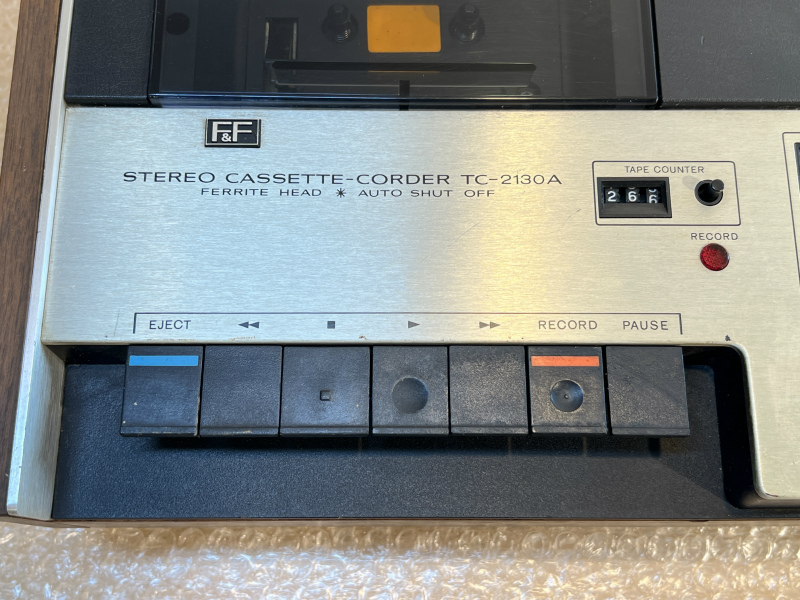 F&F
STEREO CASSETTE-CORDER TC-2130A
FERRITE HEAD ✳ AUTO SHUT OFF
TAPE COUNTER
2 6 6
RECORD
EJECT ◀◀ ■ ▶ ▶▶ RECORD PAUSE